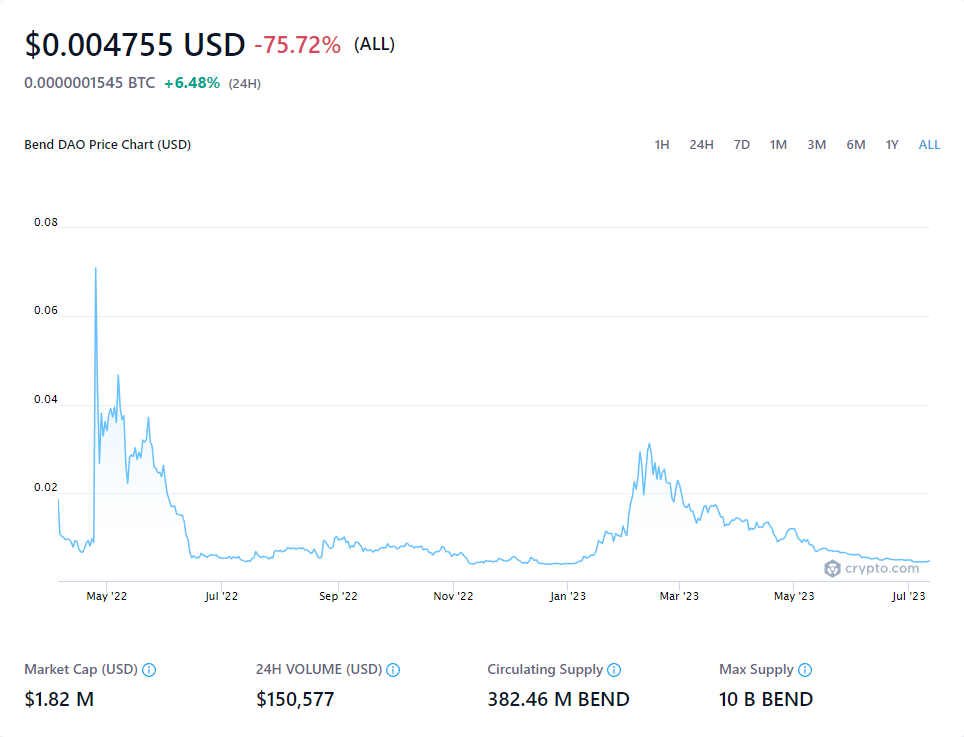 $0.004755 USD -75.72% (ALL)
0.0000001545 BTC +6.48% (24H)
Bend DAO Price Chart (USD) 1H 24H 7D 1M 3M 6M 1Y ALL
0.08
0.06
0.04
0.02
crypto.com
May '22 Jul '22 Sep '22 Nov '22 Jan '23 Mar '23 May '23 Jul '23
Market Cap (USD) 24H VOLUME (USD) Circulating Supply Max Supply
$1.82 M $150,577 382.46 M BEND 10 B BEND